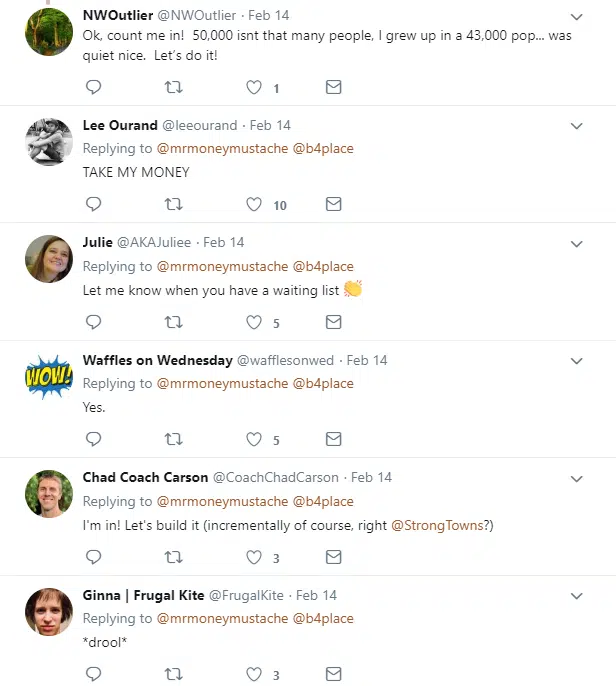 NWOutlier @NWOutlier · Feb 14
Ok, count me in!  50,000 isnt that many people, I grew up in a 43,000 pop... was
quiet nice.  Let's do it!
1
Lee Ourand @leeourand · Feb 14
Replying to @mrmoneymustache @b4place
TAKE MY MONEY
10
Julie @AKAJuliee · Feb 14
Replying to @mrmoneymustache @b4place
Let me know when you have a waiting list 👏
5
WOW!
Waffles on Wednesday @wafflesonwed · Feb 14
Replying to @mrmoneymustache @b4place
Yes.
5
Chad Coach Carson @CoachChadCarson · Feb 14
Replying to @mrmoneymustache @b4place
I'm in! Let's build it (incrementally of course, right @StrongTowns?)
3
Ginna | Frugal Kite @FrugalKite · Feb 14
Replying to @mrmoneymustache @b4place
*drool*
3